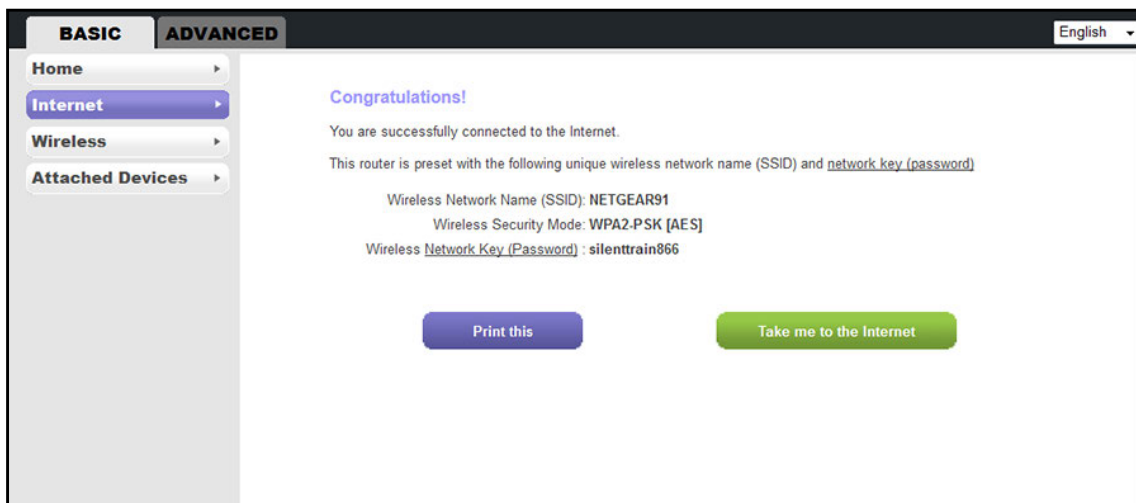 BASIC
ADVANCED
English
Home
Internet
Wireless
Attached Devices
Congratulations!
You are successfully connected to the Internet.
This router is preset with the following unique wireless network name (SSID) and network key (password)
Wireless Network Name (SSID): NETGEAR91
Wireless Security Mode: WPA2-PSK [AES]
Wireless Network Key (Password) : silenttrain866
Print this
Take me to the Internet